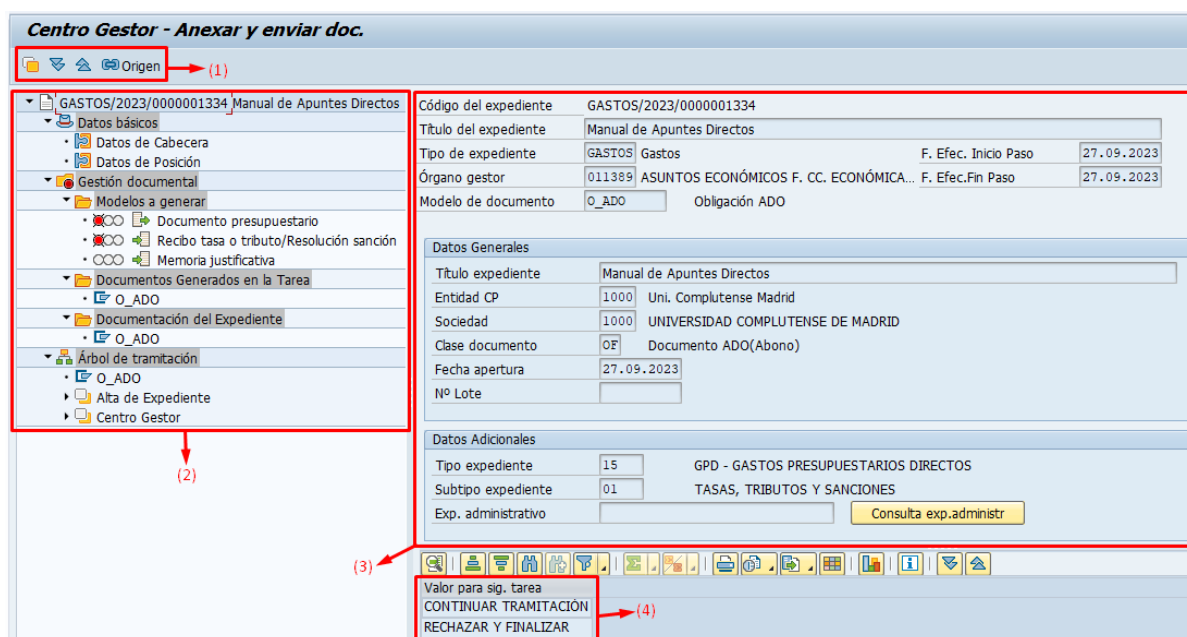 Centro Gestor - Anexar y enviar doc.
Origen
(1)
GASTOS/2023/0000001334 Manual de Apuntes Directos
Datos básicos
Datos de Cabecera
Datos de Posición
Gestión documental
Modelos a generar
Documento presupuestario
Recibo tasa o tributo/Resolución sanción
Memoria justificativa
Documentos Generados en la Tarea
O_ADO
Documentación del Expediente
O_ADO
Árbol de tramitación
O_ADO
Alta de Expediente
Centro Gestor
(2)
Código del expediente GASTOS/2023/0000001334
Título del expediente Manual de Apuntes Directos
Tipo de expediente GASTOS Gastos F. Efec. Inicio Paso 27.09.2023
Órgano gestor 011389 ASUNTOS ECONÓMICOS F. CC. ECONÓMICA... F. Efec.Fin Paso 27.09.2023
Modelo de documento O_ADO Obligación ADO
Datos Generales
Título expediente Manual de Apuntes Directos
Entidad CP 1000 Uni. Complutense Madrid
Sociedad 1000 UNIVERSIDAD COMPLUTENSE DE MADRID
Clase documento OF Documento ADO(Abono)
Fecha apertura 27.09.2023
Nº Lote
Datos Adicionales
Tipo expediente 15 GPD - GASTOS PRESUPUESTARIOS DIRECTOS
Subtipo expediente 01 TASAS, TRIBUTOS Y SANCIONES
Exp. administrativo Consulta exp.administr
(3)
Valor para sig. tarea
CONTINUAR TRAMITACIÓN
(4)
RECHAZAR Y FINALIZAR